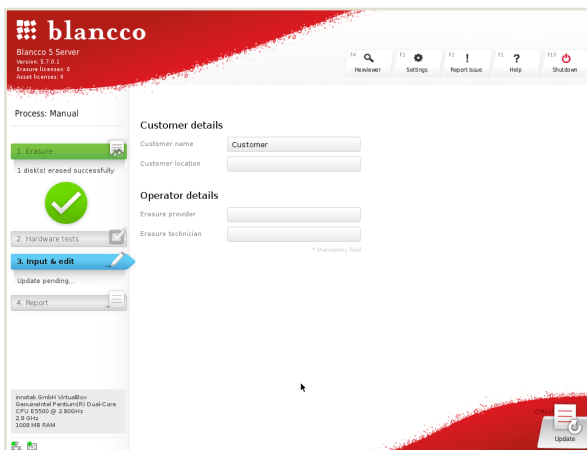 blancco
Blancco 5 Server
Version: 5.7.0.1
Erasure licenses: 0
Asset licenses: 0
F4
Hexviewer
F3
Settings
F2
Report issue
F1
Help
F10
Shutdown
Process: Manual
1. Erasure
1 disk(s) erased successfully
2. Hardware tests
3. Input & edit
Update pending...
4. Report
Customer details
Customer name
Customer
Customer location
Operator details
Erasure provider
Erasure technician
* Mandatory field
innotek GmbH VirtualBox
GenuineIntel Pentium(R) Dual-Core
CPU E5500 @ 2.80GHz
2.8 GHz
1008 MB RAM
Update